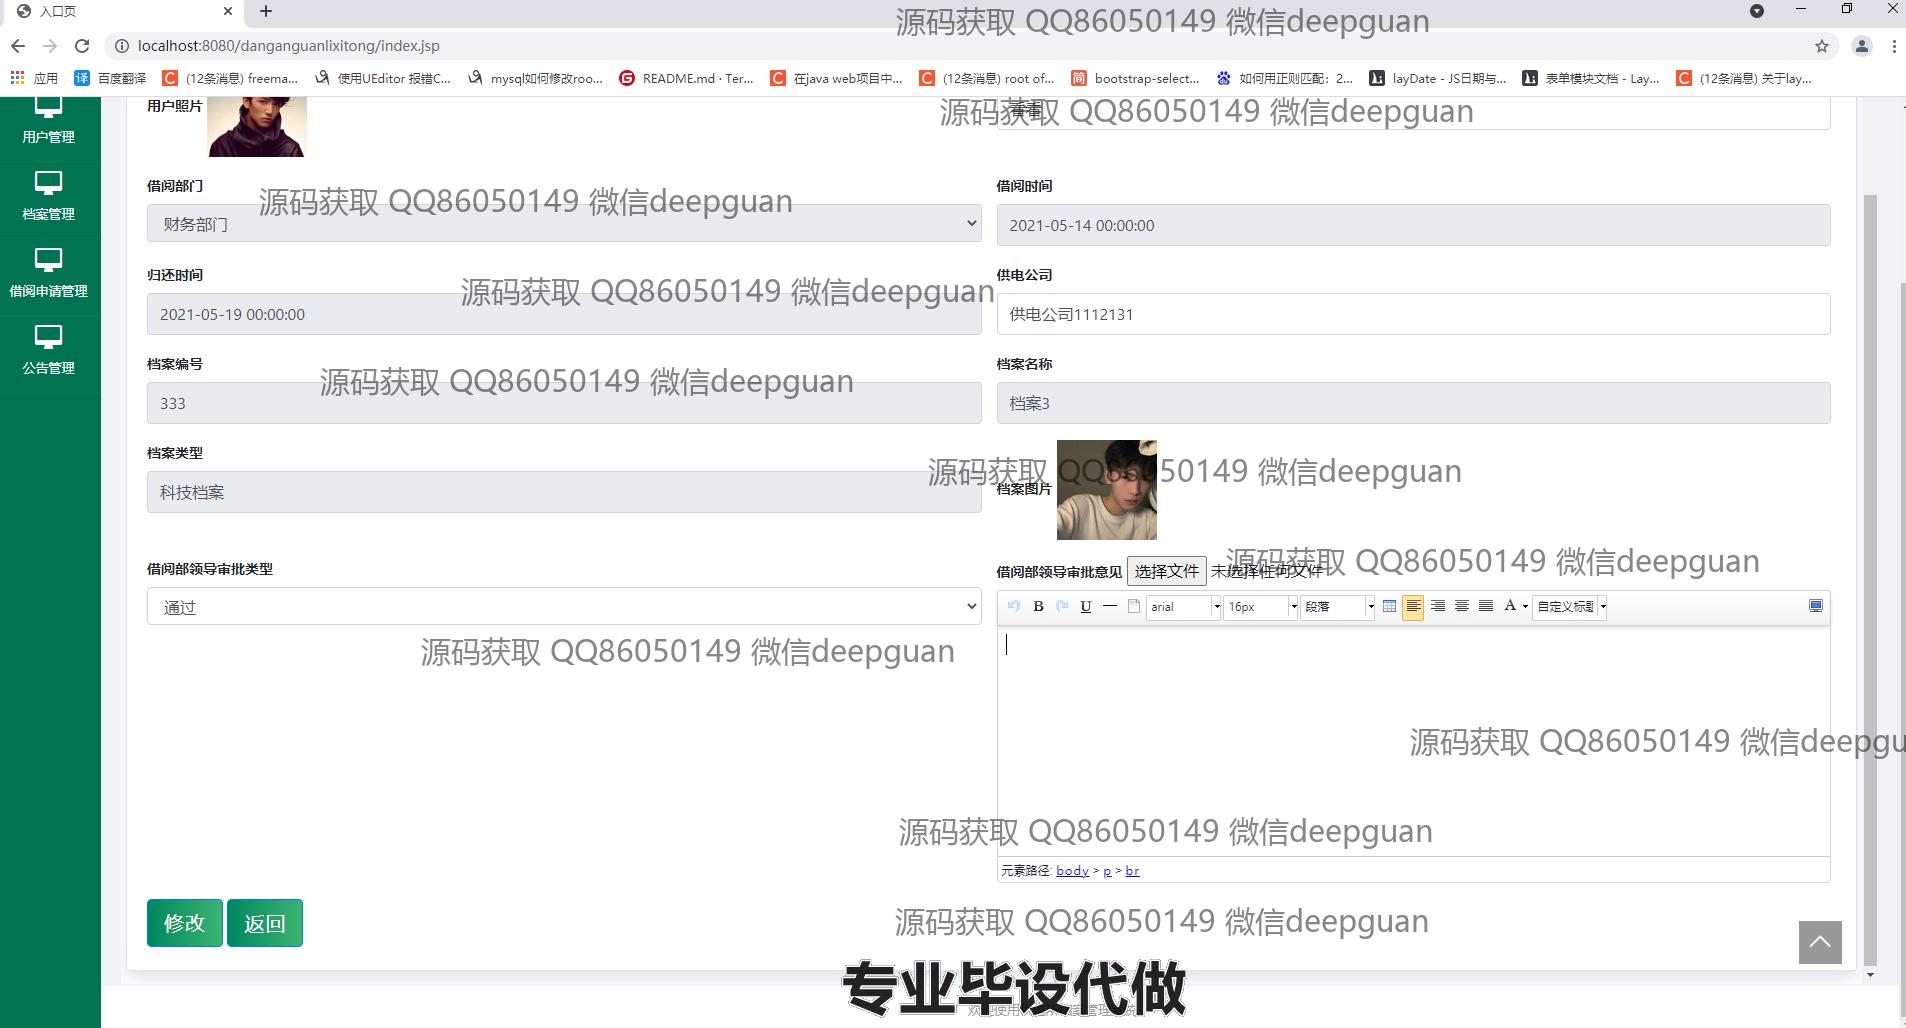 入口页
localhost:8080/danganguanlixitong/index.jsp
源码获取 QQ86050149 微信deepguan
应用 百度翻译 (12条消息) freema... 使用UEditor 报错C... mysql如何修改roo... README.md · Ter... 在java web项目中... (12条消息) root of... bootstrap-select... 如何用正则匹配：2... layDate - JS日期与... 表单模块文档 - Lay... (12条消息) 关于lay...
用户管理
档案管理
借阅申请管理
公告管理
用户照片
源码获取 QQ86050149 微信deepguan
借阅部门
财务部门
源码获取 QQ86050149 微信deepguan
借阅时间
2021-05-14 00:00:00
归还时间
2021-05-19 00:00:00
源码获取 QQ86050149 微信deepguan
供电公司
供电公司1112131
档案编号
333
源码获取 QQ86050149 微信deepguan
档案名称
档案3
档案类型
科技档案
源码获取 QQ86050149 微信deepguan
档案图片
借阅部领导审批类型
通过
源码获取 QQ86050149 微信deepguan
借阅部领导审批意见 选择文件 未选择任何文件
B U arial 16px 段落 A 自定义标题
源码获取 QQ86050149 微信deepguan
源码获取 QQ86050149 微信deepgu
源码获取 QQ86050149 微信deepguan
元素路径: body > p > br
修改 返回
源码获取 QQ86050149 微信deepguan
专业毕设代做